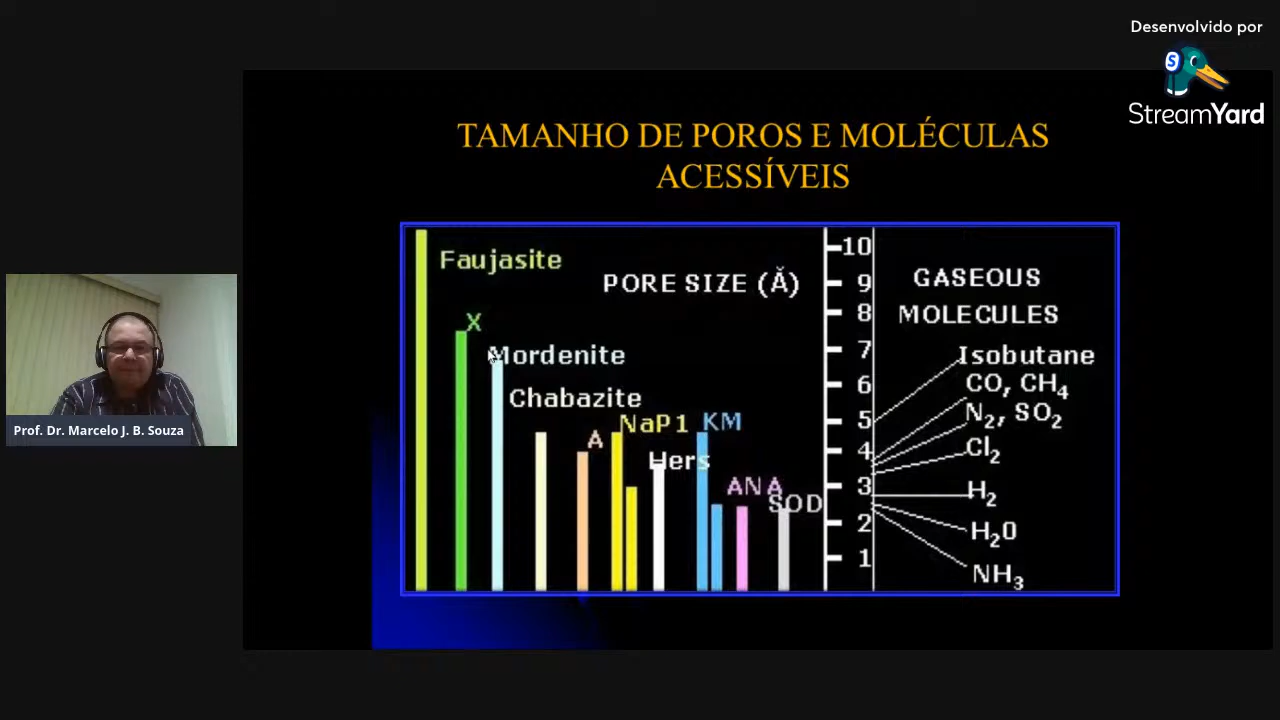 Desenvolvido por
StreamYard
TAMANHO DE POROS E MOLÉCULAS
ACESSÍVEIS
Faujasite
X
Mordenite
Chabazite
A
NaP1
Hers
KM
ANA
SOD
PORE SIZE (Å)
10
9
8
7
6
5
4
3
2
1
GASEOUS
MOLECULES
Isobutane
CO, CH₄
N₂, SO₂
Cl₂
H₂
H₂0
NH₃
Prof. Dr. Marcelo J. B. Souza